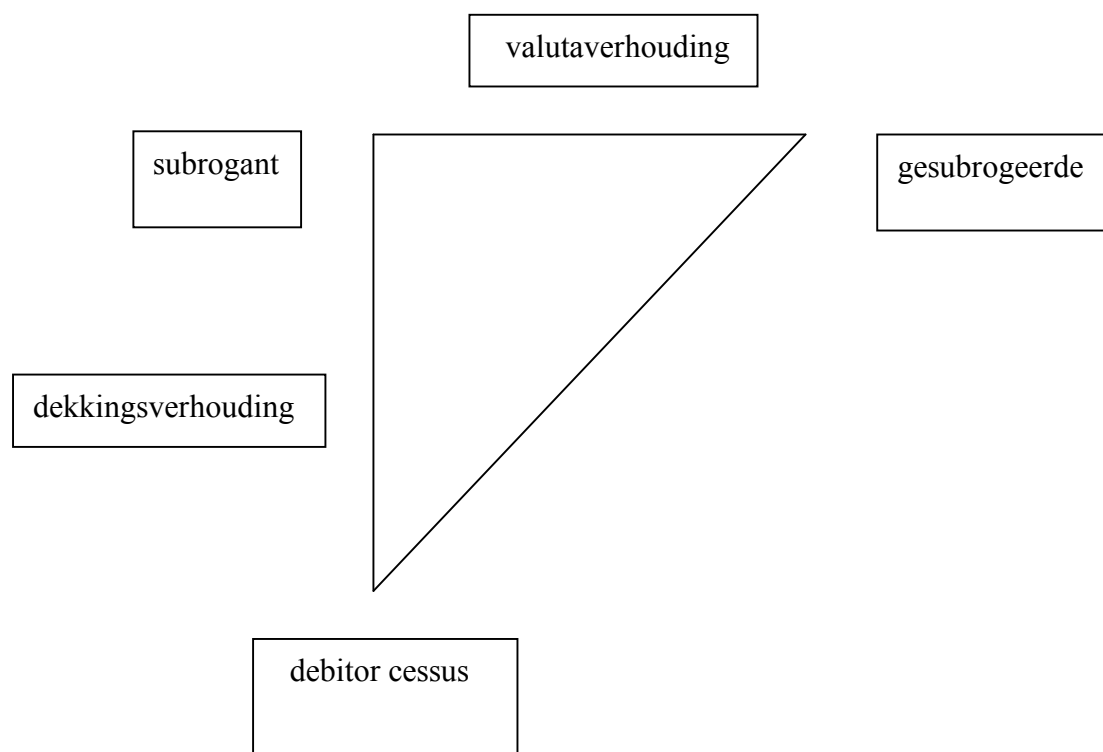 valutaverhouding
subrogant
gesubrogeerde
dekkingsverhouding
debitor cessus